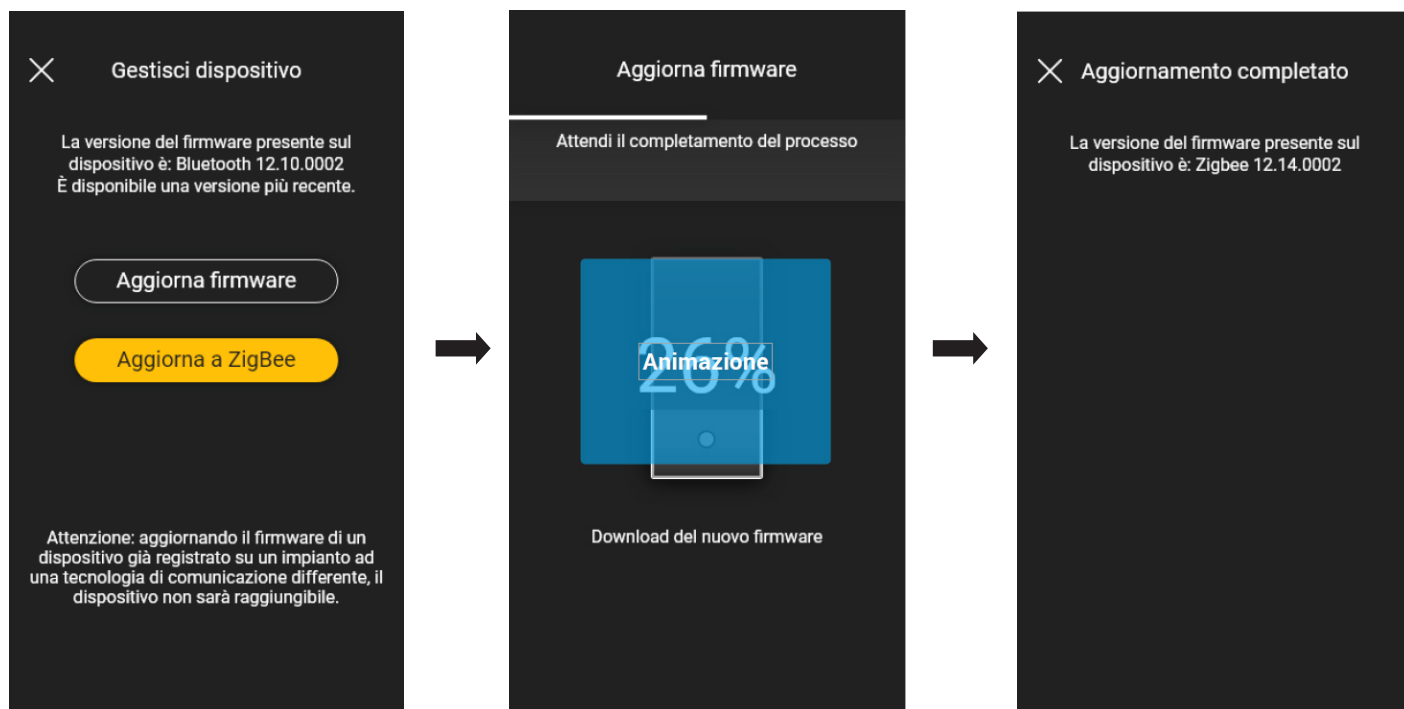 Gestisci dispositivo
La versione del firmware presente sul
dispositivo è: Bluetooth 12.10.0002
È disponibile una versione più recente.
Aggiorna firmware
Aggiorna a ZigBee
Attenzione: aggiornando il firmware di un
dispositivo già registrato su un impianto ad
una tecnologia di comunicazione differente, il
dispositivo non sarà raggiungibile.
Aggiorna firmware
Attendi il completamento del processo
26%
Animazione
Download del nuovo firmware
Aggiornamento completato
La versione del firmware presente sul
dispositivo è: Zigbee 12.14.0002